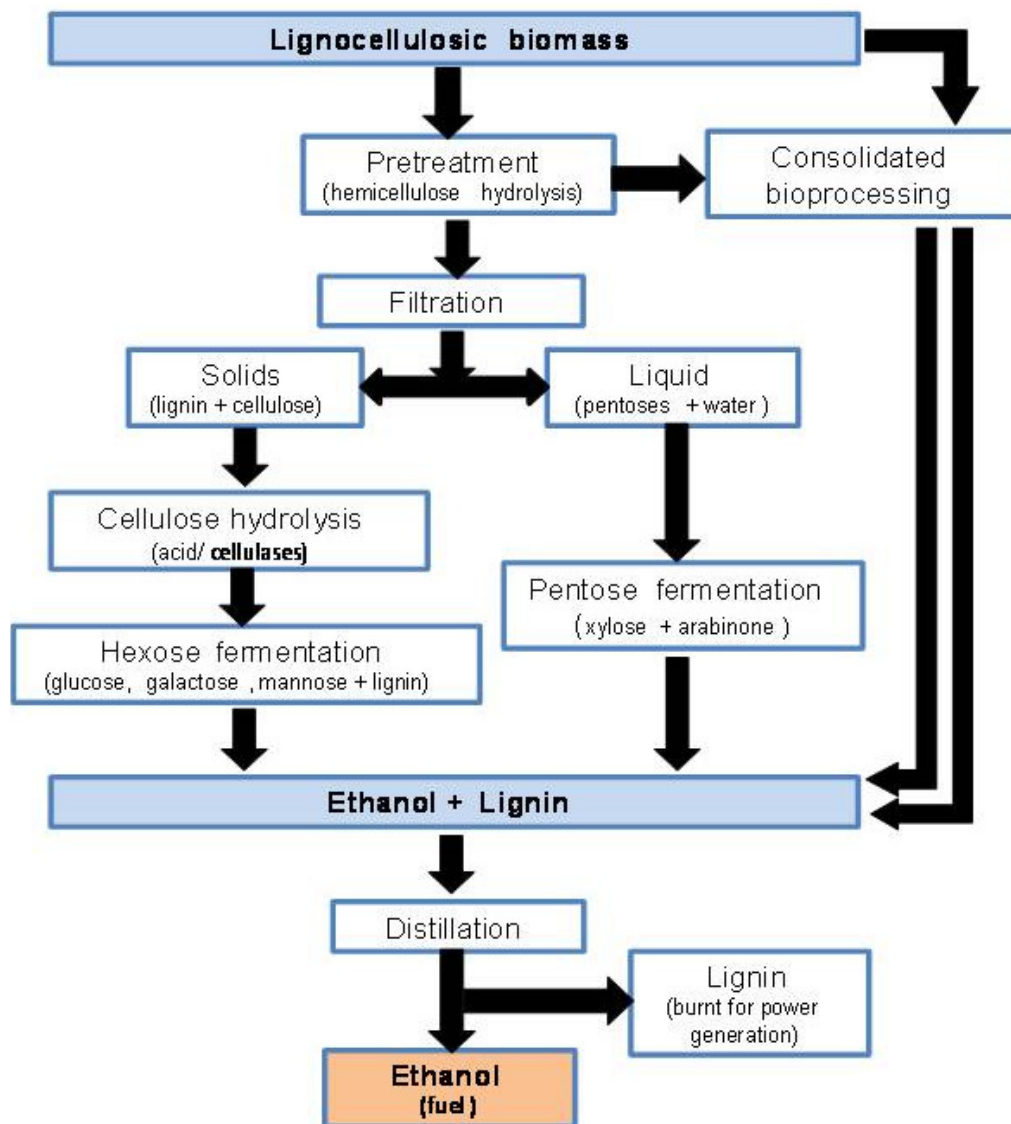 Lignocellulosic biomass
Pretreatment
(hemicellulose hydrolysis)
Consolidated
bioprocessing
Filtration
Solids
(lignin + cellulose)
Liquid
(pentoses + water )
Cellulose hydrolysis
(acid/ cellulases)
Pentose fermentation
(xylose + arabinone )
Hexose fermentation
(glucose, galactose ,mannose + lignin)
Ethanol + Lignin
Distillation
Lignin
(burnt for power
generation)
Ethanol
(fuel )